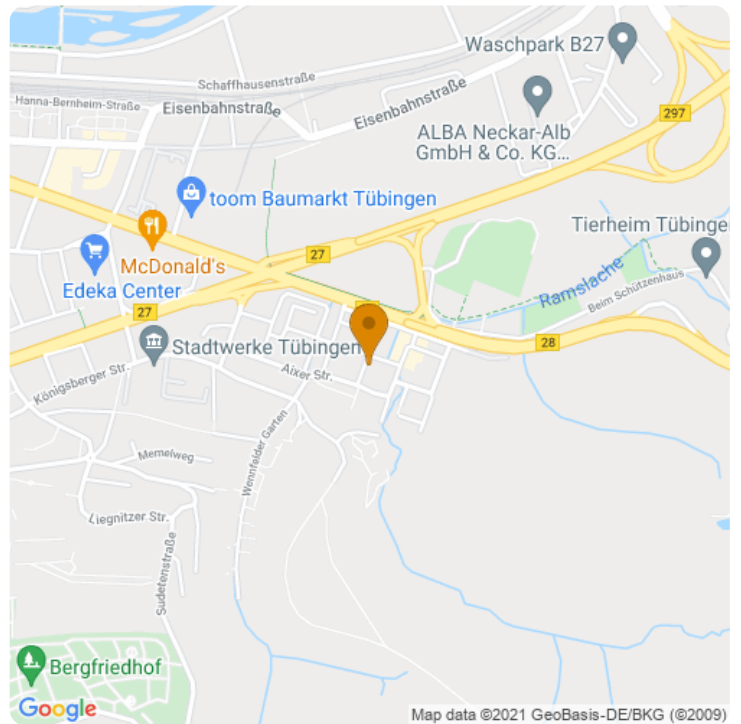 Waschpark B27
Schaffhausenstraße
Hanna-Bernheim-Straße
Eisenbahnstraße
Eisenbahnstraße
297
ALBA Neckar-Alb
GmbH & Co. KG...
toom Baumarkt Tübingen
Tierheim Tübingen
McDonald's
27
Edeka Center
Ramslache
Beim Schützenhaus
27
28
Stadtwerke Tübingen
Aixer Str.
Königsberger Str.
Wennfelder Garten
Memelweg
Liegnitzer Str.
Sudetenstraße
Bergfriedhof
Google
Map data ©2021 GeoBasis-DE/BKG (©2009)